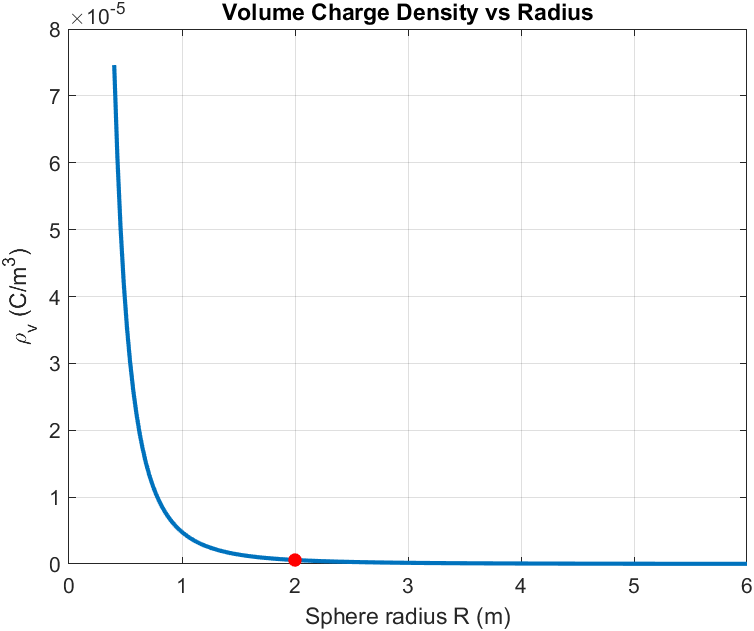 Volume Charge Density vs Radius
×10⁻⁵
8
7
6
5
4
3
2
1
0
ρᵥ (C/m³)
0 1 2 3 4 5 6
Sphere radius R (m)